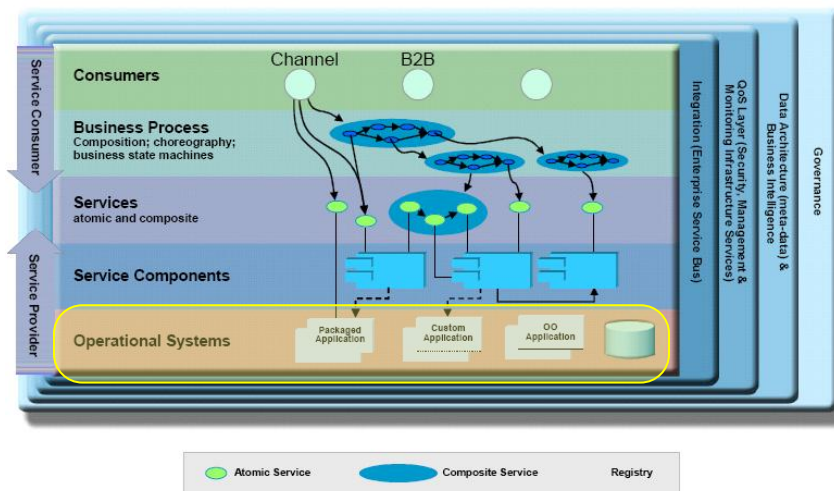 Channel
B2B
Consumers
Business Process
Composition; choreography;
business state machines
Services
atomic and composite
Service Components
Operational Systems
Packaged
Application
Custom
Application
OO
Application
Service Consumer
Service Provider
Integration (Enterprise Service Bus)
QoS Layer (Security, Management &
Monitoring Infrastructure Services)
Data Architecture (meta-data) &
Business Intelligence
Governance
Atomic Service
Composite Service
Registry